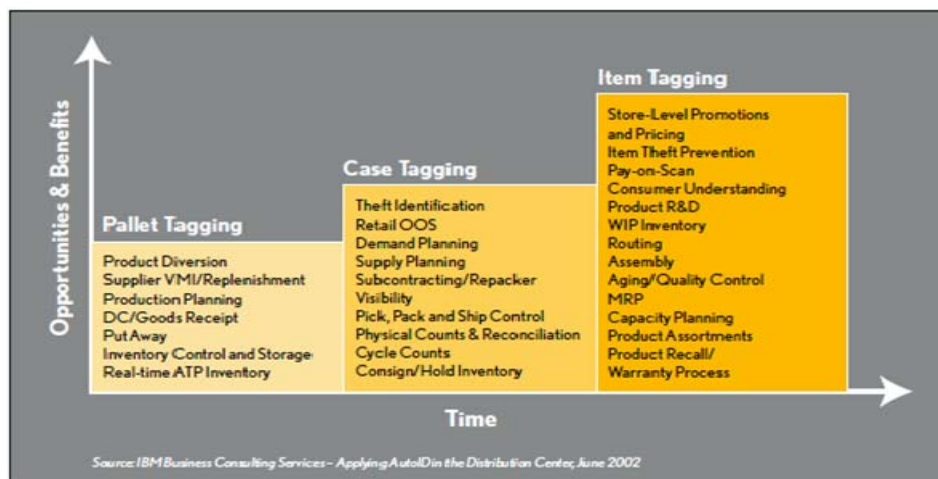 Opportunities & Benefits
Pallet Tagging
Product Diversion
Supplier VMI/Replenishment
Production Planning
DC/Goods Receipt
Put Away
Inventory Control and Storage
Real-time ATP Inventory
Case Tagging
Theft Identification
Retail OOS
Demand Planning
Supply Planning
Subcontracting/Repacker
Visibility
Pick, Pack and Ship Control
Physical Counts & Reconciliation
Cycle Counts
Consign/Hold Inventory
Item Tagging
Store-Level Promotions
and Pricing
Item Theft Prevention
Pay-on-Scan
Consumer Understanding
Product R&D
WIP Inventory
Routing
Assembly
Aging/Quality Control
MRP
Capacity Planning
Product Assortments
Product Recall/
Warranty Process
Time
Source: IBM Business Consulting Services – Applying AutoID in the Distribution Center, June 2002